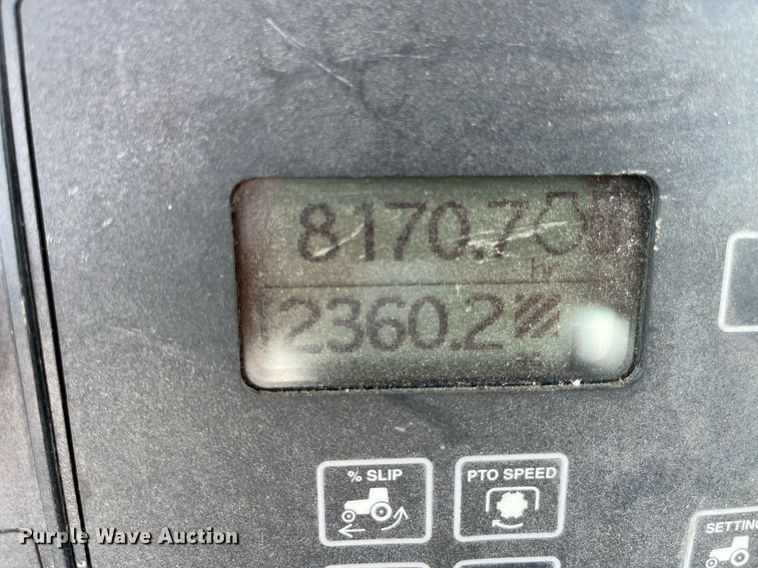 8170.7
hr
2360.2
% SLIP
PTO SPEED
SETTING
Purple Wave Auction